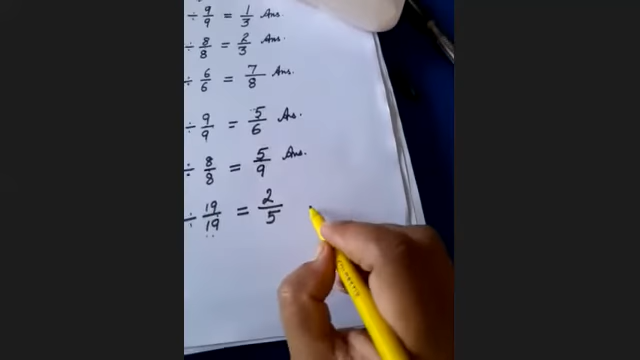 ÷ 9/9 = 1/3 Ans.
÷ 8/8 = 2/3 Ans.
÷ 6/6 = 7/8 Ans.
÷ 9/9 = 5/6 Ans.
÷ 8/8 = 5/9 Ans.
÷ 19/19 = 2/5